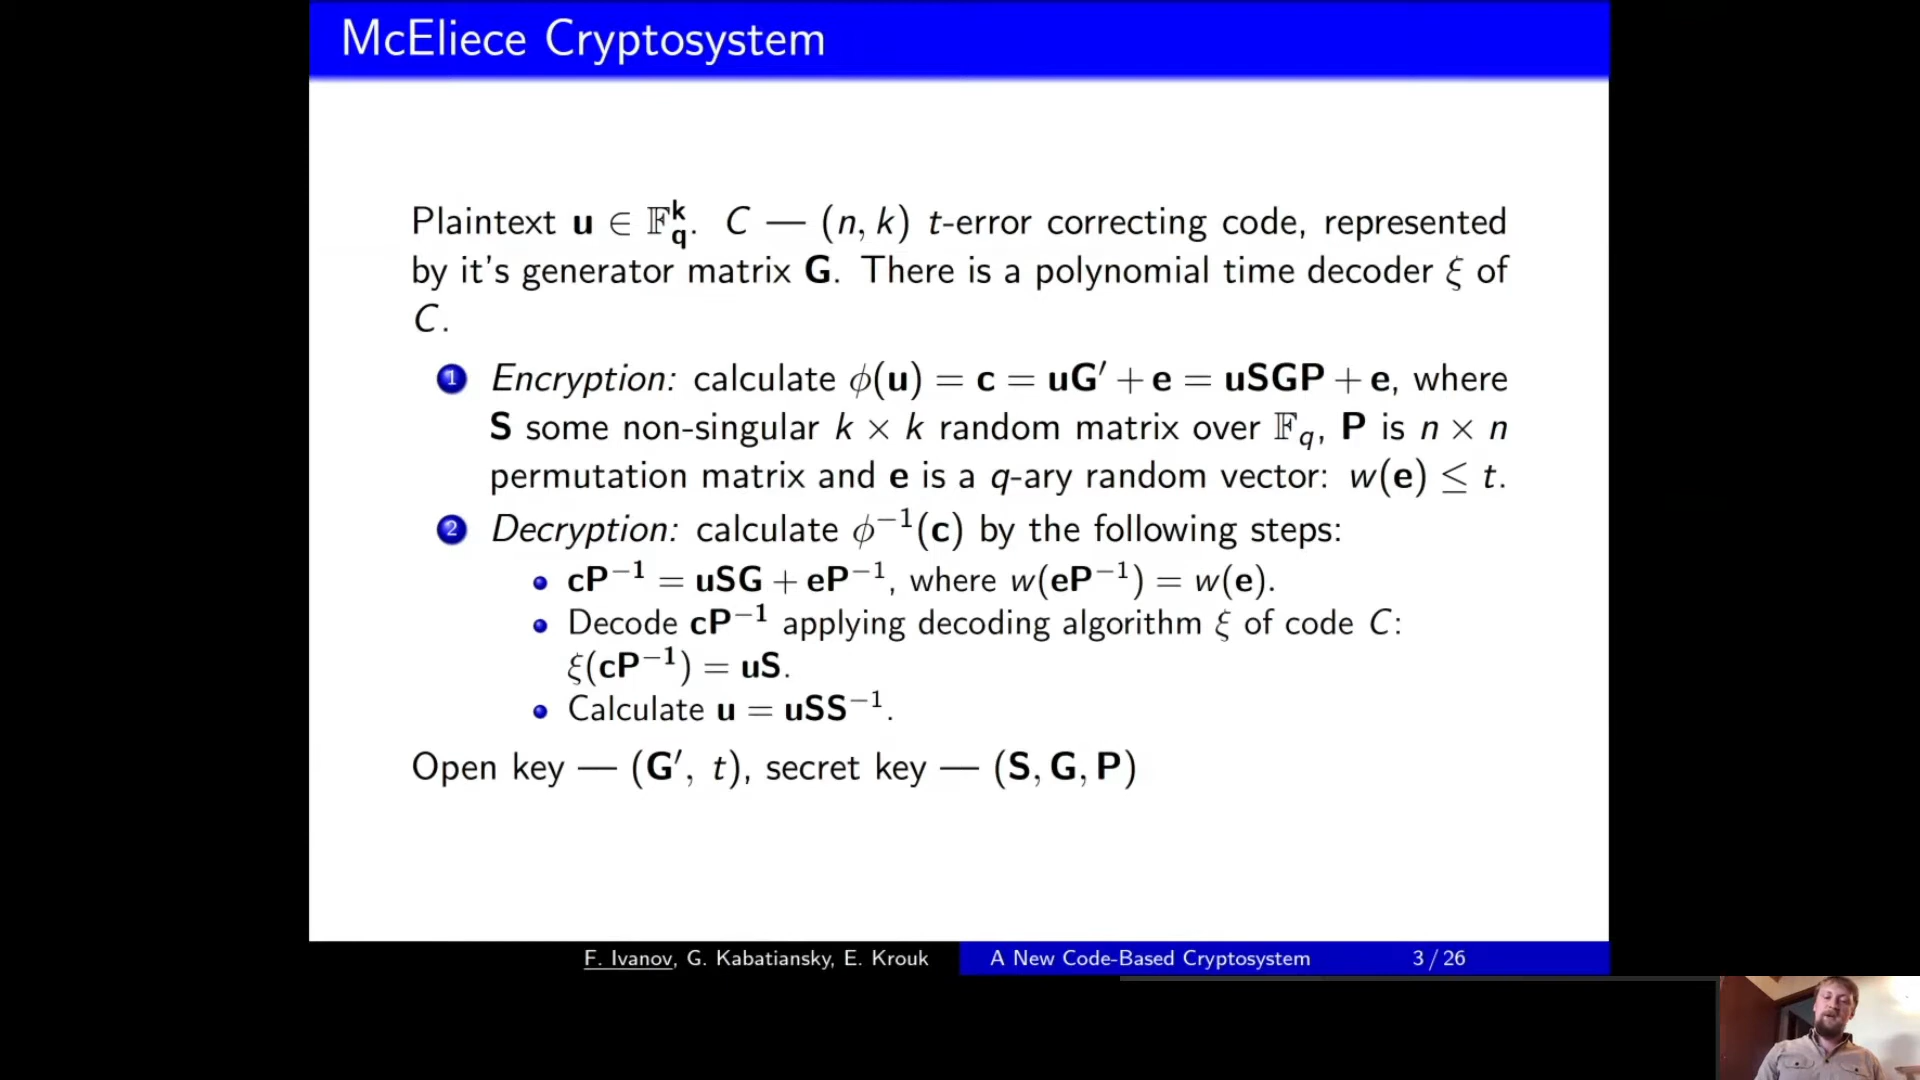 McEliece Cryptosystem
Plaintext u ∈ 𝔽_q^k. C — (n, k) t-error correcting code, represented
by it's generator matrix G. There is a polynomial time decoder ξ of
C.
1 Encryption: calculate ϕ(u) = c = uG′ + e = uSGP + e, where
S some non-singular k × k random matrix over 𝔽_q, P is n × n
permutation matrix and e is a q-ary random vector: w(e) ≤ t.
2 Decryption: calculate ϕ⁻¹(c) by the following steps:
• cP⁻¹ = uSG + eP⁻¹, where w(eP⁻¹) = w(e).
• Decode cP⁻¹ applying decoding algorithm ξ of code C:
ξ(cP⁻¹) = uS.
• Calculate u = uSS⁻¹.
Open key — (G′, t), secret key — (S, G, P)
F. Ivanov, G. Kabatiansky, E. Krouk A New Code-Based Cryptosystem 3 / 26